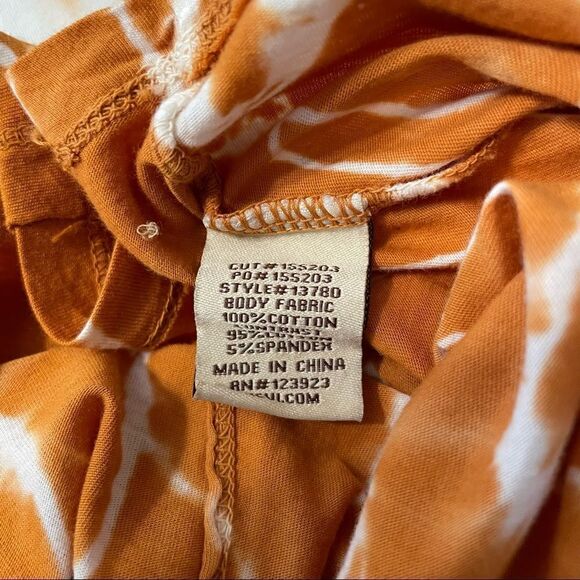 CUT#155203
PO#155203
STYLE#13780
BODY FABRIC
100%COTTON
CONTRAST
95%COTTON
5%SPANDEX
MADE IN CHINA
RN#123923